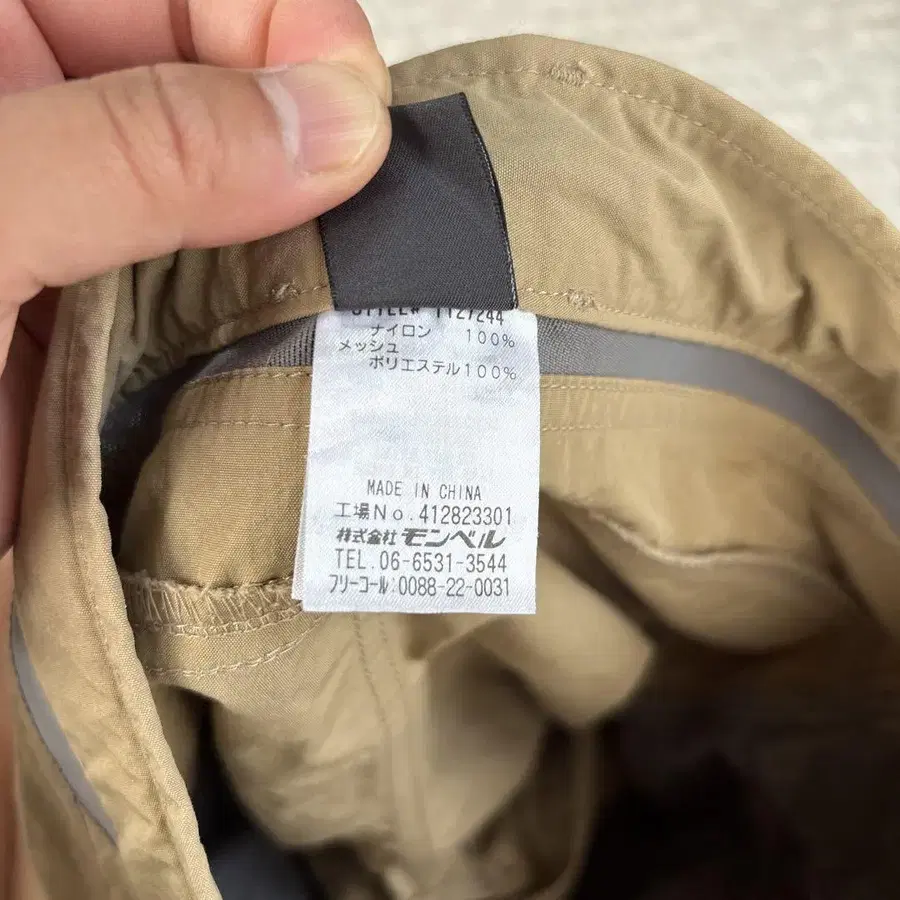 STYLE# 1127244
ナイロン 100%
メッシュ
ポリエステル100%
MADE IN CHINA
工場No.412823301
株式会社モンベル
TEL.06-6531-3544
フリーコール:0088-22-0031